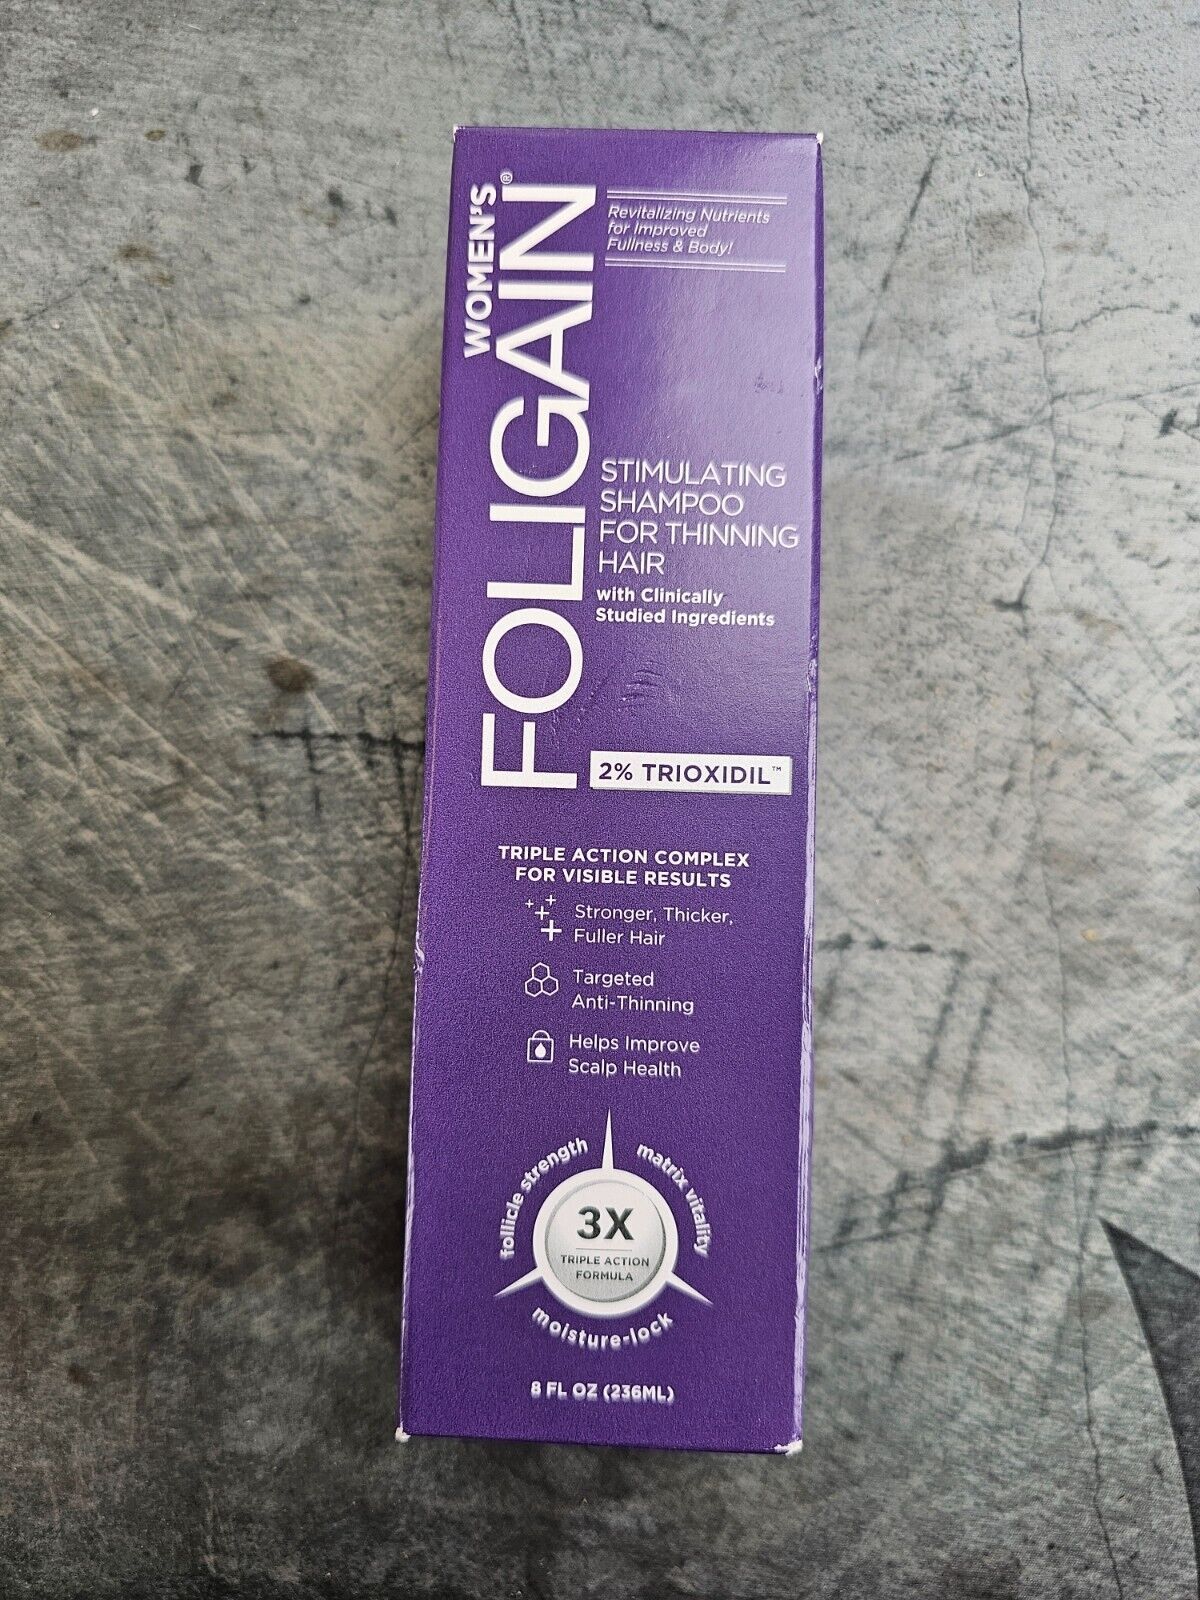 WOMEN'S
FOLIGAIN®
Revitalizing Nutrients
for Improved
Fullness & Body!
STIMULATING
SHAMPOO
FOR THINNING
HAIR
with Clinically
Studied Ingredients
2% TRIOXIDIL™
TRIPLE ACTION COMPLEX
FOR VISIBLE RESULTS
Stronger, Thicker,
Fuller Hair
Targeted
Anti-Thinning
Helps Improve
Scalp Health
follicle strength
matrix vitality
3X
TRIPLE ACTION
FORMULA
moisture-lock
8 FL OZ (236ML)